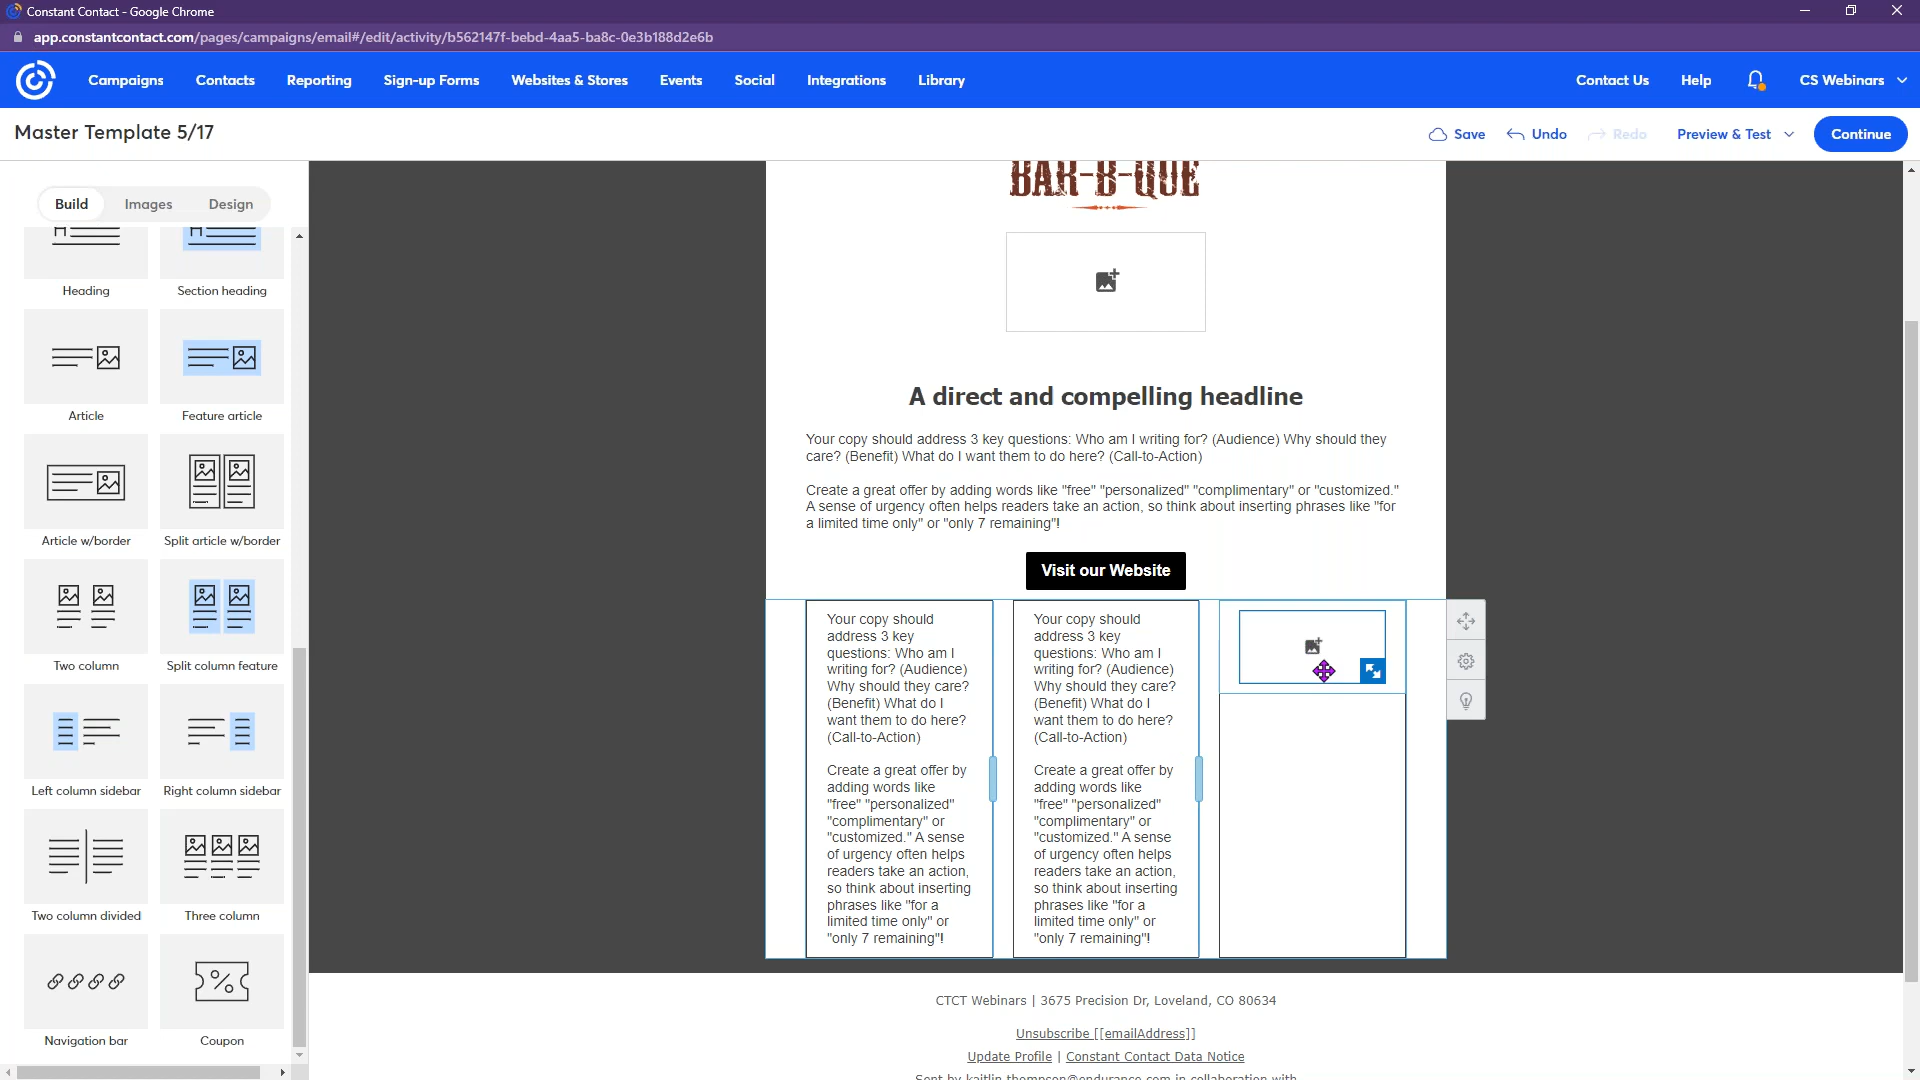 Constant Contact - Google Chrome
app.constantcontact.com/pages/campaigns/email#/edit/activity/b562147f-bebd-4aa5-ba8c-0e3b188d2e6b
Campaigns Contacts Reporting Sign-up Forms Websites & Stores Events Social Integrations Library Contact Us Help CS Webinars
Master Template 5/17
Save Undo Redo Preview & Test Continue
Build Images Design
Heading Section heading
Article Feature article
Article w/border Split article w/border
Two column Split column feature
Left column sidebar Right column sidebar
Two column divided Three column
Navigation bar Coupon
BAR-B-QUE
A direct and compelling headline
Your copy should address 3 key questions: Who am I writing for? (Audience) Why should they
care? (Benefit) What do I want them to do here? (Call-to-Action)
Create a great offer by adding words like "free" "personalized" "complimentary" or "customized."
A sense of urgency often helps readers take an action, so think about inserting phrases like "for
a limited time only" or "only 7 remaining"!
Visit our Website
Your copy should
address 3 key
questions: Who am I
writing for? (Audience)
Why should they care?
(Benefit) What do I
want them to do here?
(Call-to-Action)
Create a great offer by
adding words like
"free" "personalized"
"complimentary" or
"customized." A sense
of urgency often helps
readers take an action,
so think about inserting
phrases like "for a
limited time only" or
"only 7 remaining"!
Your copy should
address 3 key
questions: Who am I
writing for? (Audience)
Why should they care?
(Benefit) What do I
want them to do here?
(Call-to-Action)
Create a great offer by
adding words like
"free" "personalized"
"complimentary" or
"customized." A sense
of urgency often helps
readers take an action,
so think about inserting
phrases like "for a
limited time only" or
"only 7 remaining"!
CTCT Webinars | 3675 Precision Dr, Loveland, CO 80634
Unsubscribe [[emailAddress]]
Update Profile | Constant Contact Data Notice
Sent by kaitlin.thompson@endurance.com in collaboration with